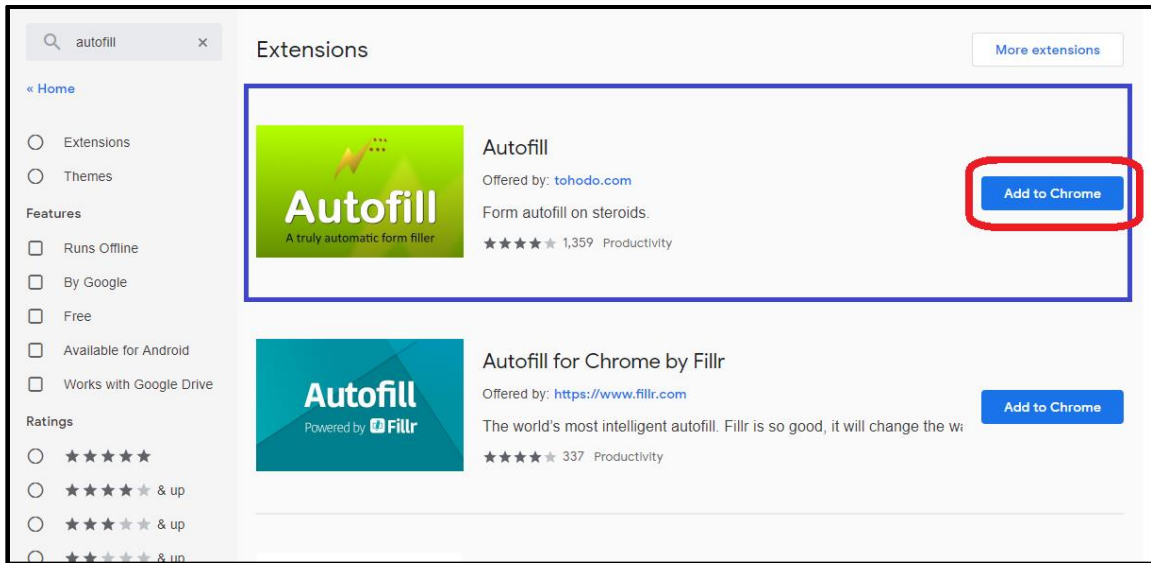 autofill
« Home
Extensions
Themes
Features
Runs Offline
By Google
Free
Available for Android
Works with Google Drive
Ratings
& up
& up
& up
Extensions
More extensions
Autofill
A truly automatic form filler
Autofill
Offered by: tohodo.com
Form autofill on steroids.
1,359 Productivity
Add to Chrome
Autofill
Powered by Fillr
Autofill for Chrome by Fillr
Offered by: https://www.fillr.com
The world's most intelligent autofill. Fillr is so good, it will change the
337 Productivity
Add to Chrome